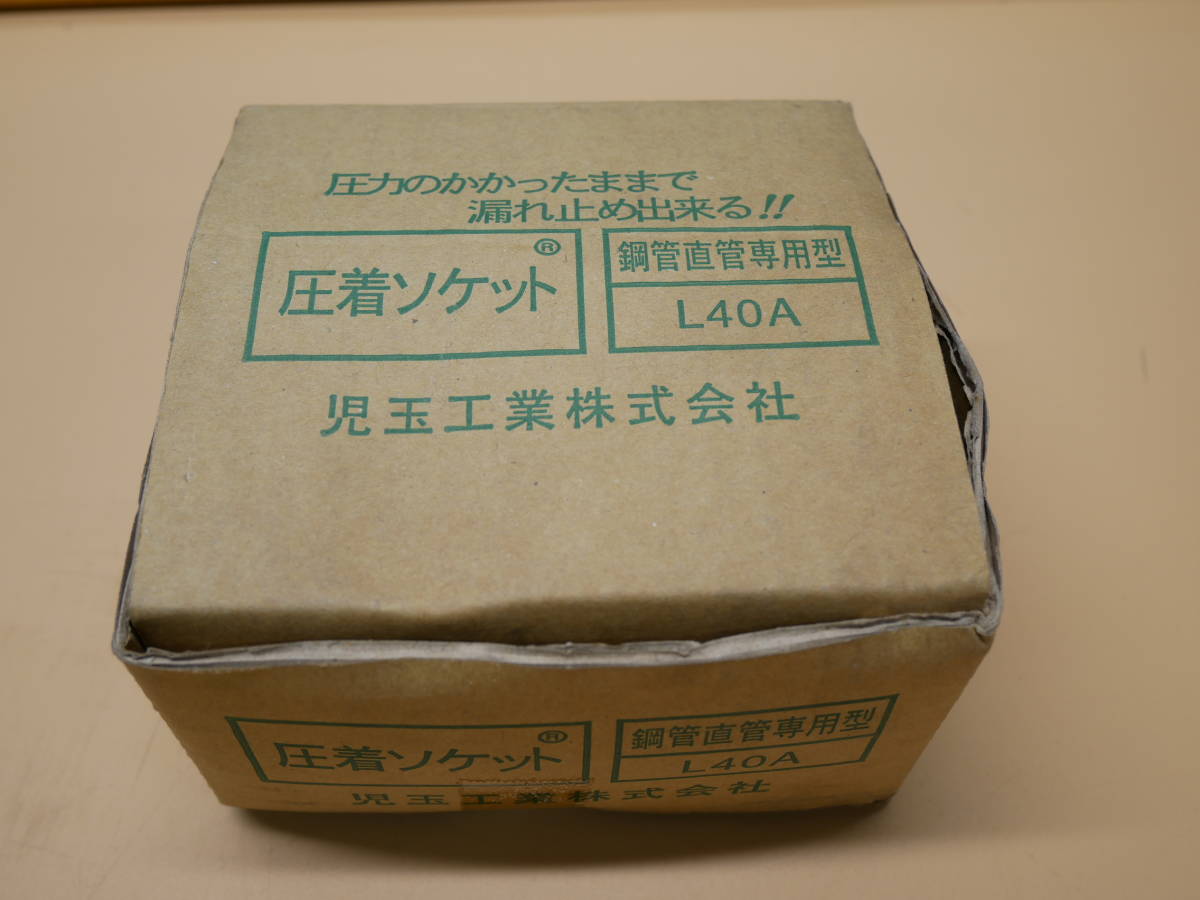 圧力のかかったままで
漏れ止め出来る!!
圧着ソケット®
鋼管直管専用型
L40A
児玉工業株式会社
圧着ソケット®
鋼管直管専用型
L40A
児玉工業株式会社